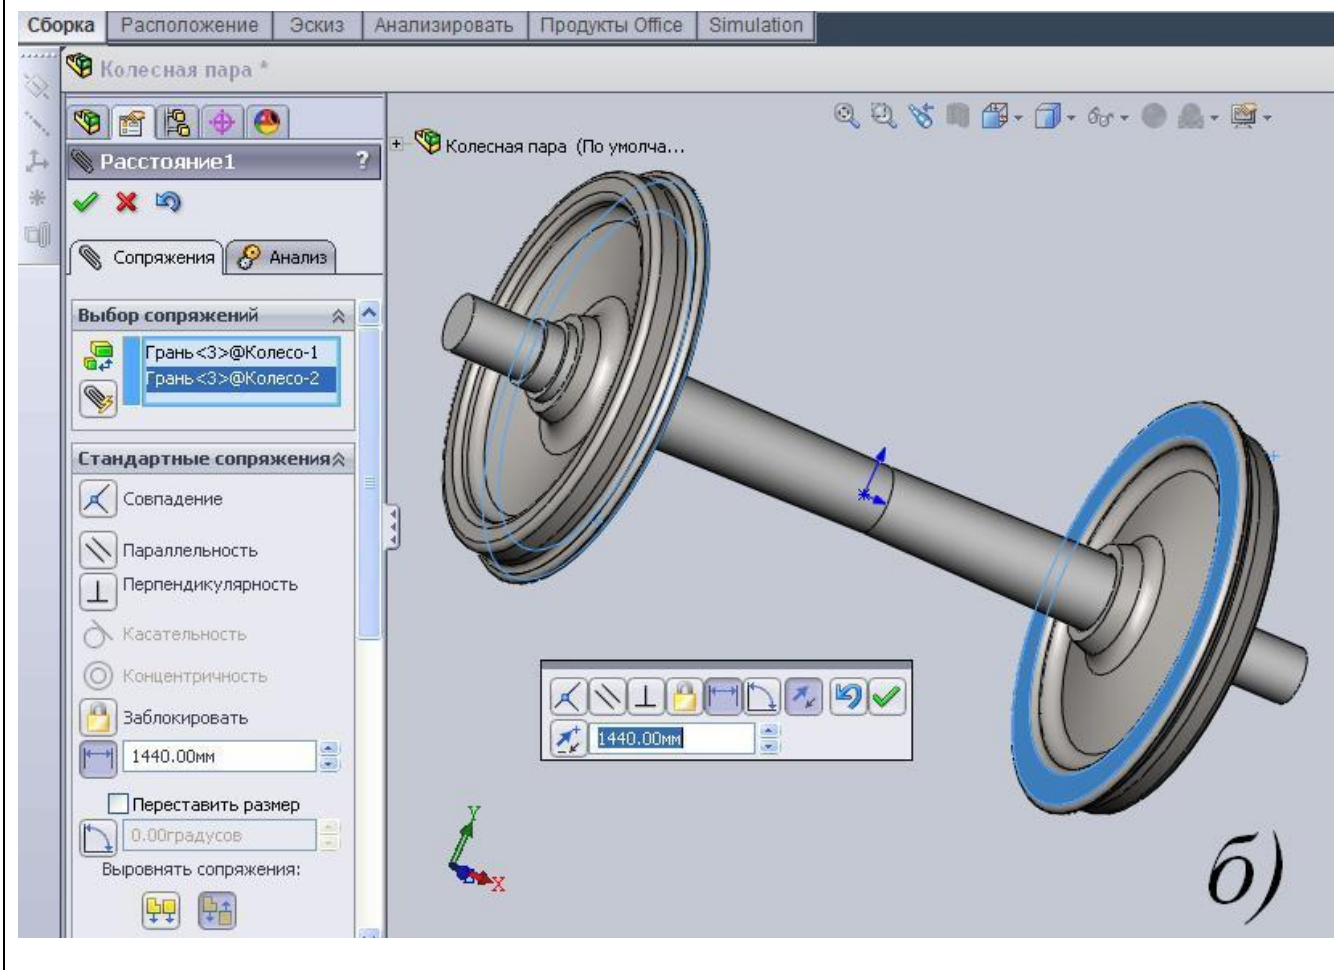 Сборка Расположение Эскиз Анализировать Продукты Office Simulation
Колесная пара *
Колесная пара (По умолча...
Расстояние1 ?
Сопряжения Анализ
Выбор сопряжений
Грань<3>@Колесо-1
Грань<3>@Колесо-2
Стандартные сопряжения
Совпадение
Параллельность
Перпендикулярность
Касательность
Концентричность
Заблокировать
1440.00мм
1440.00мм
Переставить размер
0.00градусов
Выровнять сопряжения:
Y
X
Z
б)